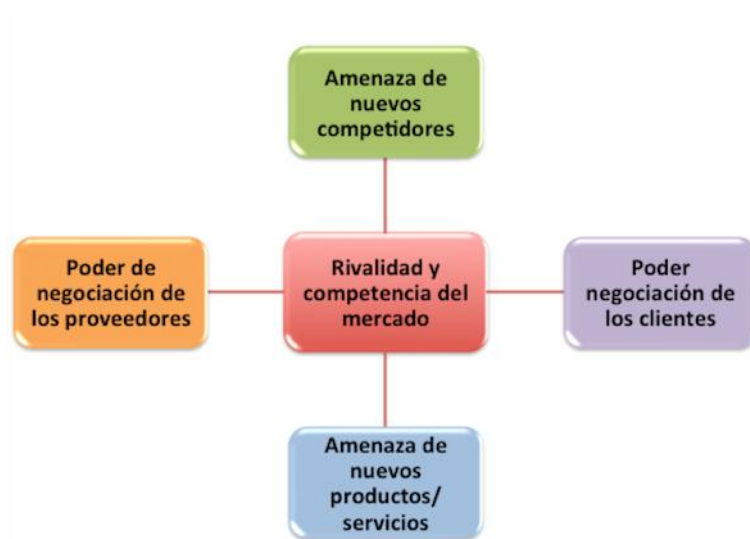 Amenaza de
nuevos
competidores
Poder de
negociación de
los proveedores
Rivalidad y
competencia del
mercado
Poder
negociación de
los clientes
Amenaza de
nuevos
productos/
servicios